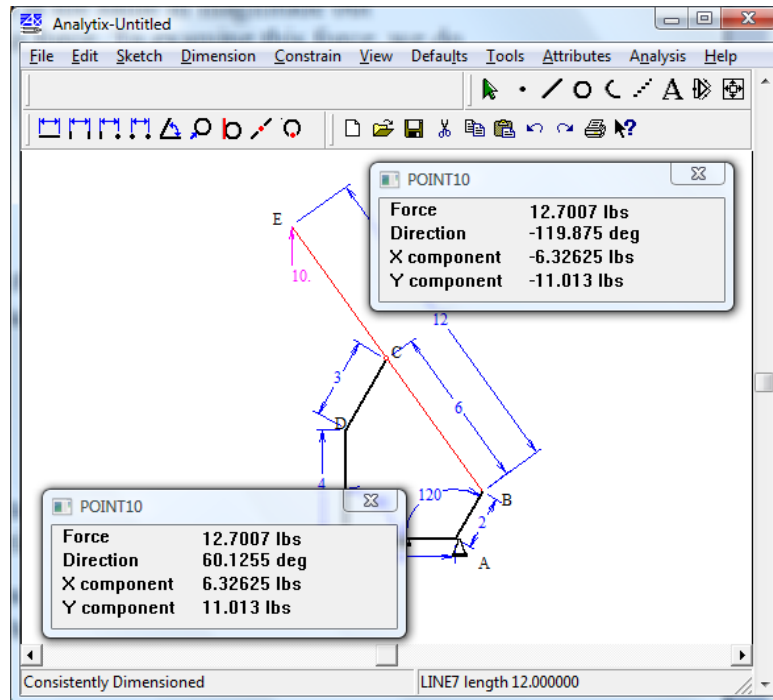 Analytix-Untitled
File Edit Sketch Dimension Constrain View Defaults Tools Attributes Analysis Help
A
POINT10
Force 12.7007 lbs
Direction -119.875 deg
X component -6.32625 lbs
Y component -11.013 lbs
E
10.
12
C
3
6
D
4
120
B
2
A
POINT10
Force 12.7007 lbs
Direction 60.1255 deg
X component 6.32625 lbs
Y component 11.013 lbs
Consistently Dimensioned
LINE7 length 12.000000